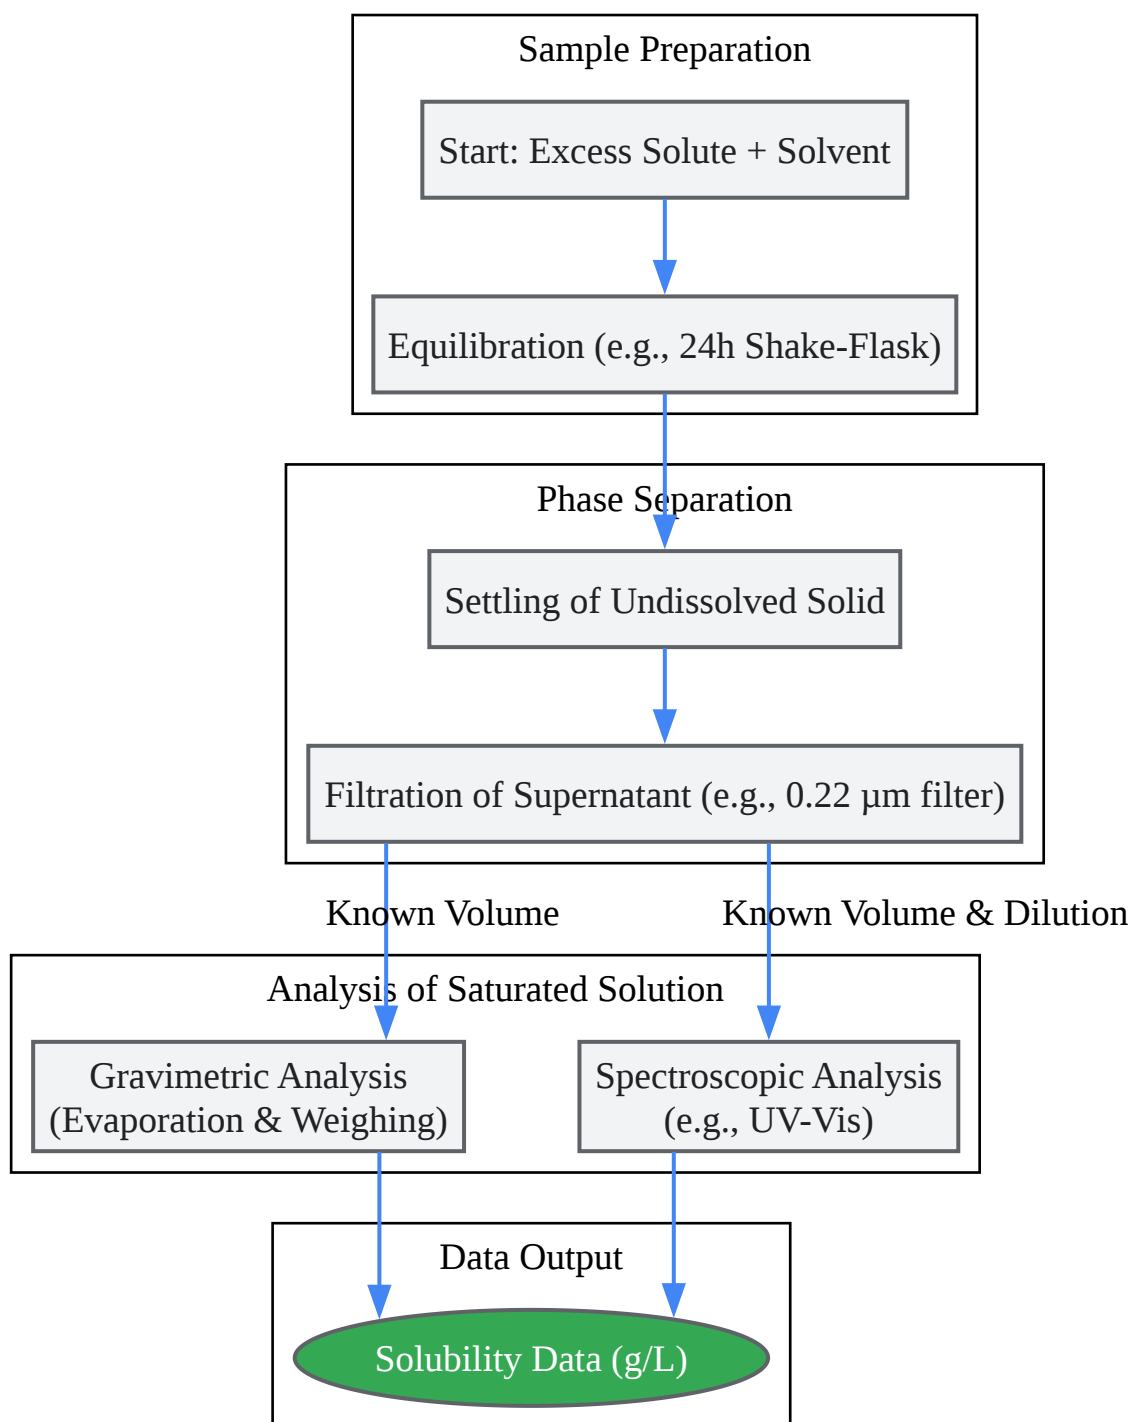 Sample Preparation
Start: Excess Solute + Solvent
Equilibration (e.g., 24h Shake-Flask)
Phase Separation
Settling of Undissolved Solid
Filtration of Supernatant (e.g., 0.22 µm filter)
Known Volume
Known Volume & Dilution
Analysis of Saturated Solution
Gravimetric Analysis
(Evaporation & Weighing)
Spectroscopic Analysis
(e.g., UV-Vis)
Data Output
Solubility Data (g/L)